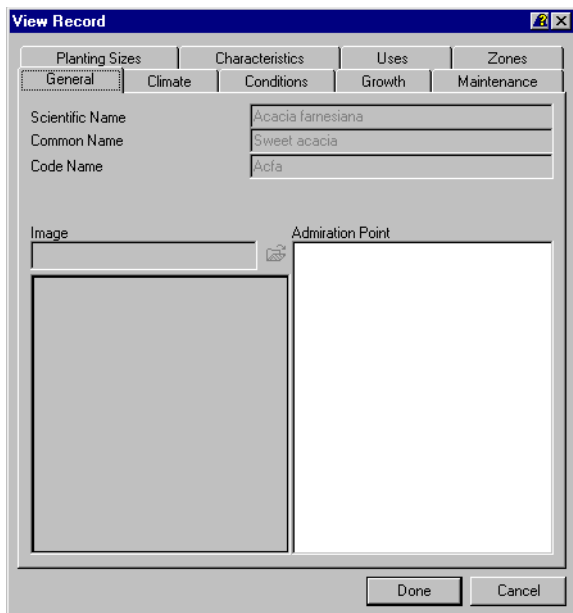 View Record
Planting Sizes Characteristics Uses Zones
General Climate Conditions Growth Maintenance
Scientific Name Acacia farnesiana
Common Name Sweet acacia
Code Name Acfa
Image Admiration Point
Done Cancel